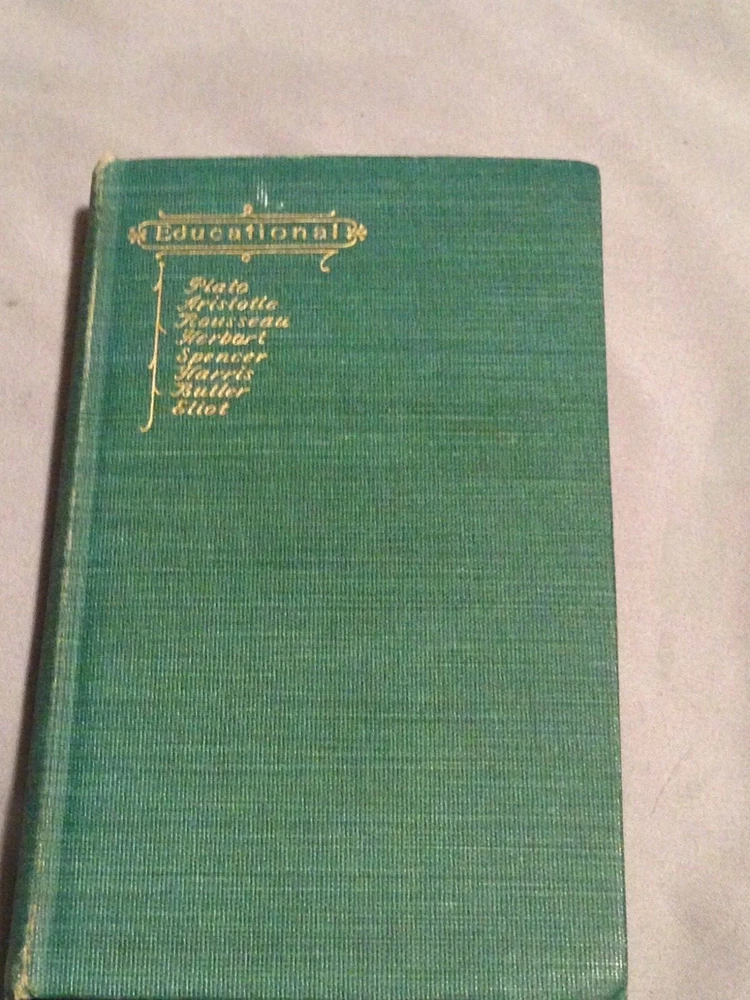 Educational
Plato
Aristotle
Rousseau
Herbart
Spencer
Harris
Butler
Eliot